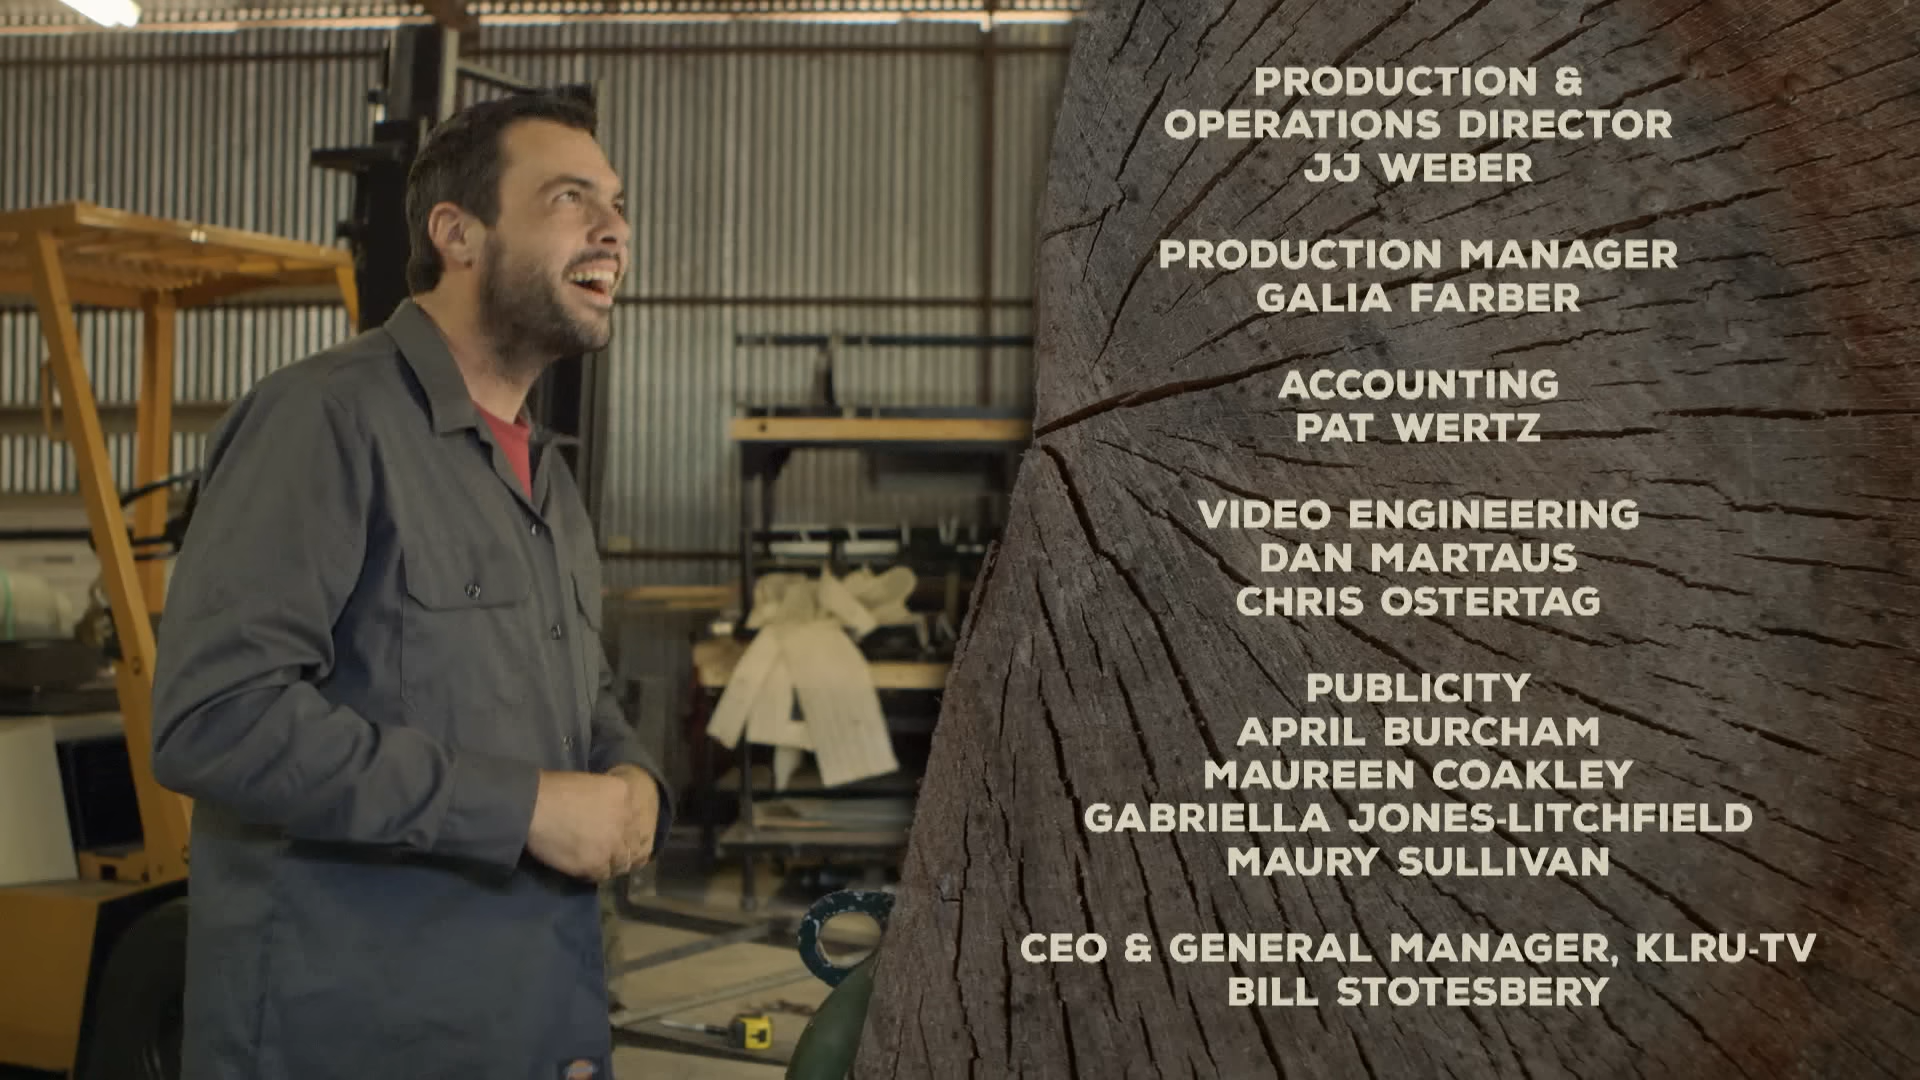 PRODUCTION &
OPERATIONS DIRECTOR
JJ WEBER
PRODUCTION MANAGER
GALIA FARBER
ACCOUNTING
PAT WERTZ
VIDEO ENGINEERING
DAN MARTAUS
CHRIS OSTERTAG
PUBLICITY
APRIL BURCHAM
MAUREEN COAKLEY
GABRIELLA JONES-LITCHFIELD
MAURY SULLIVAN
CEO & GENERAL MANAGER, KLRU-TV
BILL STOTESBERY